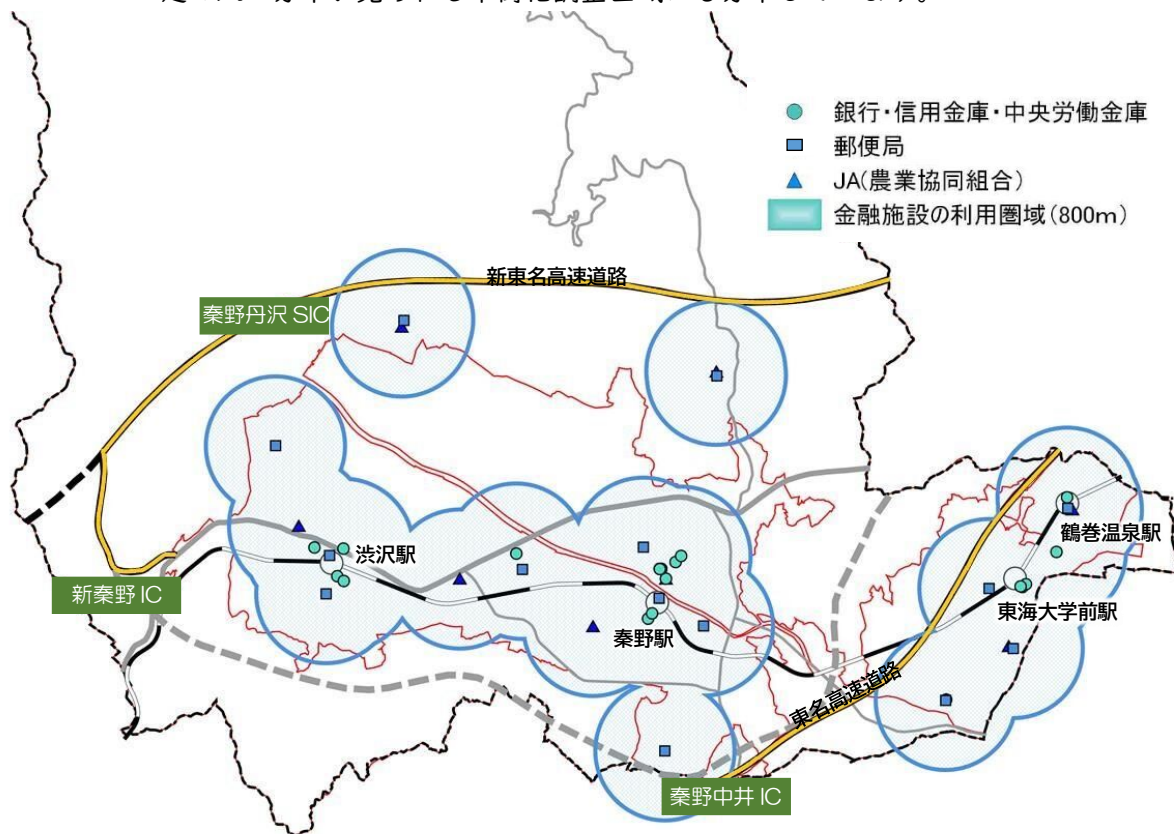 銀行・信用金庫・中央労働金庫
郵便局
JA(農業協同組合)
金融施設の利用圏域(800m)
新東名高速道路
秦野丹沢 SIC
鶴巻温泉駅
渋沢駅
新秦野 IC
東海大学前駅
秦野駅
東名高速道路
秦野中井 IC